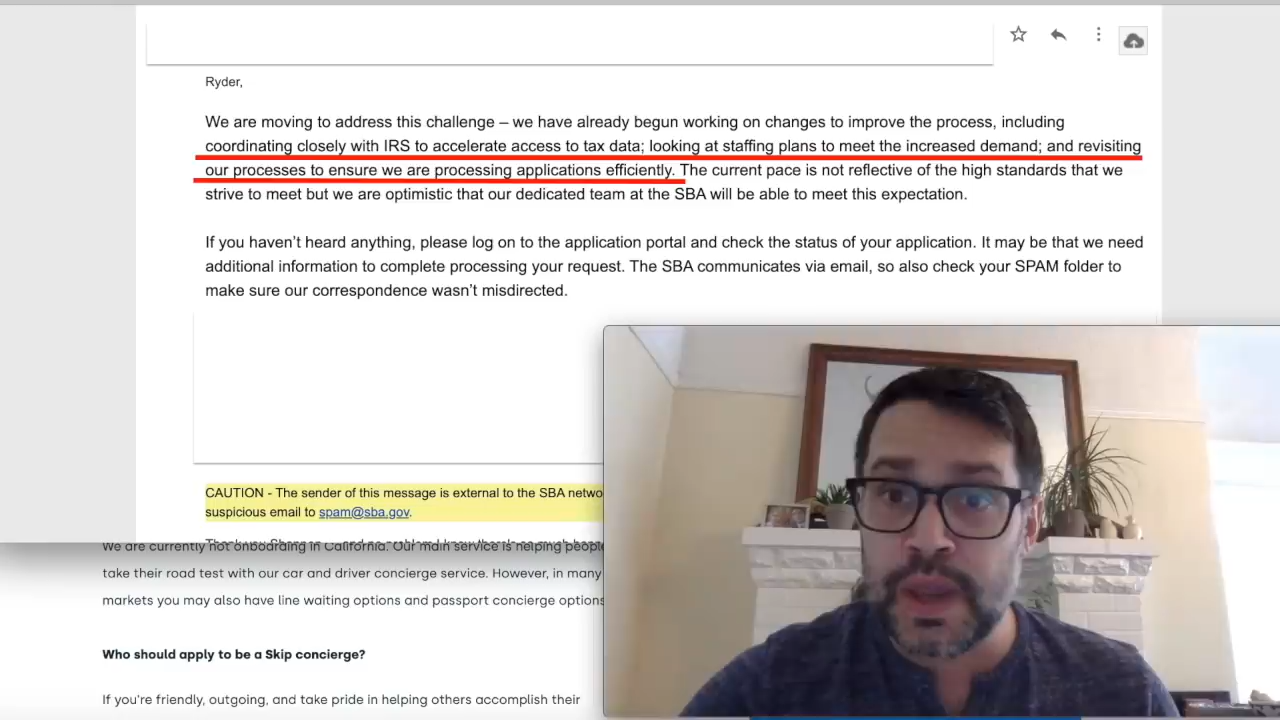 Ryder,
We are moving to address this challenge – we have already begun working on changes to improve the process, including
coordinating closely with IRS to accelerate access to tax data; looking at staffing plans to meet the increased demand; and revisiting
our processes to ensure we are processing applications efficiently. The current pace is not reflective of the high standards that we
strive to meet but we are optimistic that our dedicated team at the SBA will be able to meet this expectation.
If you haven’t heard anything, please log on to the application portal and check the status of your application. It may be that we need
additional information to complete processing your request. The SBA communicates via email, so also check your SPAM folder to
make sure our correspondence wasn’t misdirected.
CAUTION - The sender of this message is external to the SBA netwo
suspicious email to spam@sba.gov.
We are currently not onboarding in California. Our main service is helping people
take their road test with our car and driver concierge service. However, in many
markets you may also have line waiting options and passport concierge options
Who should apply to be a Skip concierge?
If you're friendly, outgoing, and take pride in helping others accomplish their